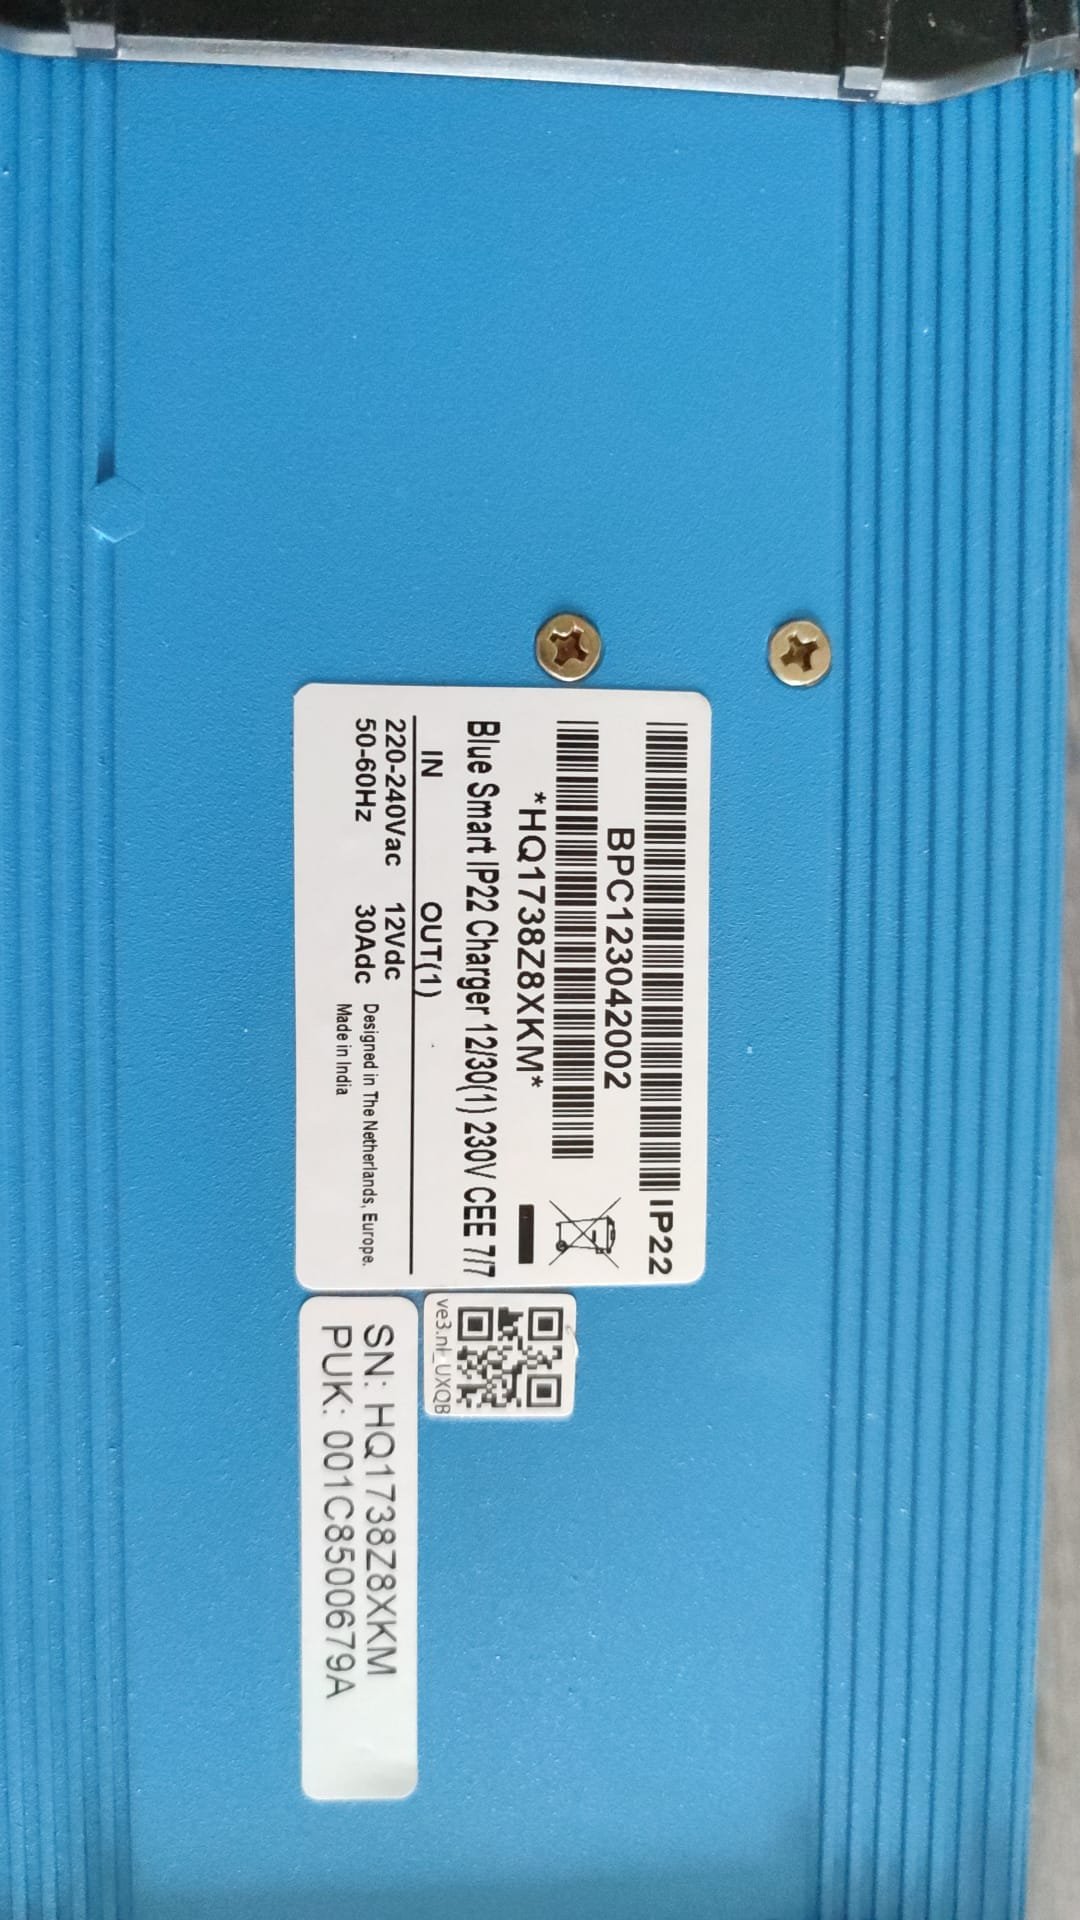 IP22
BPC123042002
*HQ1738Z8XKM*
Blue Smart IP22 Charger 12/30(1) 230V CEE 7/7
IN OUT(1)
220-240Vac 12Vdc
50-60Hz 30Adc
Designed in The Netherlands, Europe.
Made in India
ve3.nl_UXQB
SN: HQ1738Z8XKM
PUK: 001C8500679A